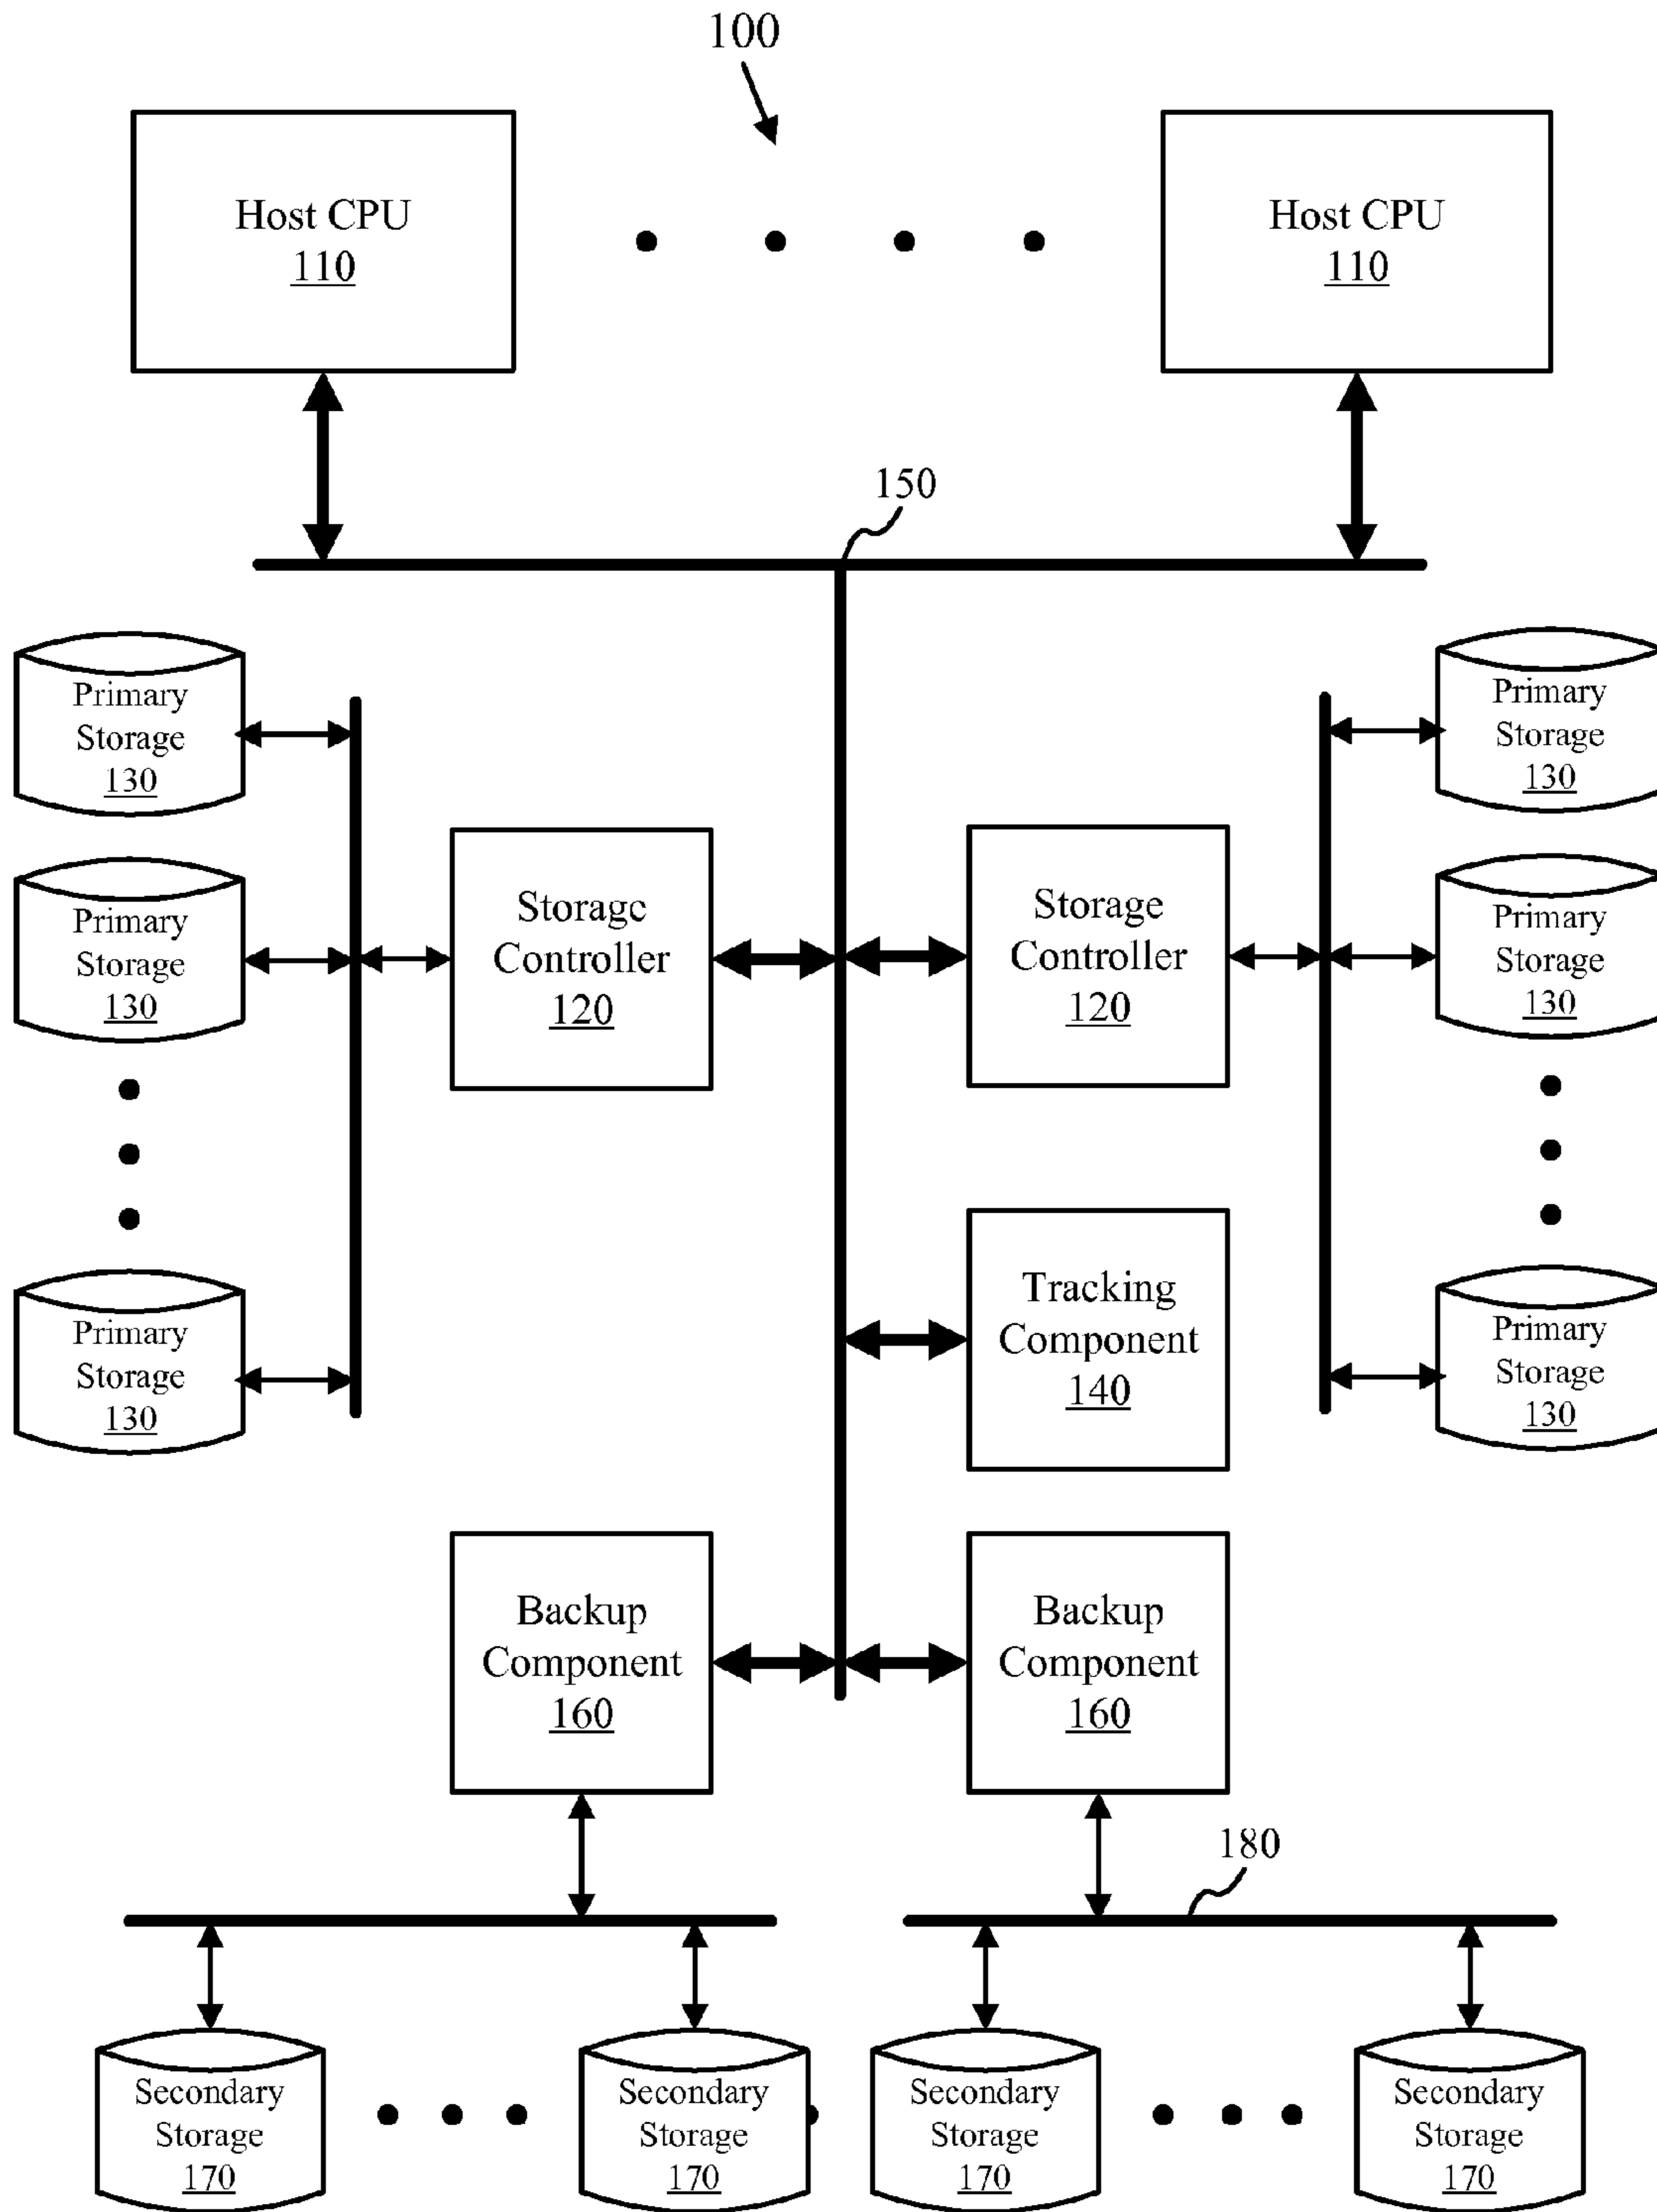 100
Host CPU
110
Host CPU
110
150
Primary
Storage
130
Primary
Storage
130
Primary
Storage
130
Storage
Controller
120
Storage
Controller
120
Primary
Storage
130
Primary
Storage
130
Primary
Storage
130
Tracking
Component
140
Backup
Component
160
Backup
Component
160
180
Secondary
Storage
170
Secondary
Storage
170
Secondary
Storage
170
Secondary
Storage
170